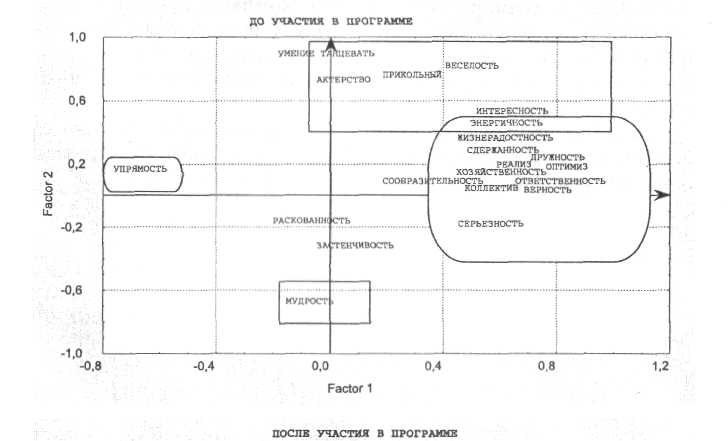 ДО УЧАСТИЯ В ПРОГРАММЕ
1,0
УМЕНИЕ ТАНЦЕВАТЬ
ВЕСЕЛОСТЬ
АКТЕРСТВО
ПРИКОЛЬНЫЙ
0,6
ИНТЕРЕСНОСТЬ
ЭНЕРГИЧНОСТЬ
ЖИЗНЕРАДОСТНОСТЬ
СДЕРЖАННОСТЬ
ДРУЖНОСТЬ
0,2
УПРЯМОСТЬ
РЕАЛИЗ
ОПТИМИЗ
ХОЗЯЙСТВЕННОСТЬ
СООБРАЗИТЕЛЬНОСТЬ
ОТВЕТСТВЕННОСТЬ
КОЛЛЕКТИВ
ВЕРНОСТЬ
Factor 2
-0,2
РАСКОВАННОСТЬ
СЕРЬЕЗНОСТЬ
ЗАСТЕНЧИВОСТЬ
-0,6
МУДРОСТЬ
-1,0
-0,8
-0,4
0,0
0,4
0,8
1,2
Factor 1
ПОСЛЕ УЧАСТИЯ В ПРОГРАММЕ